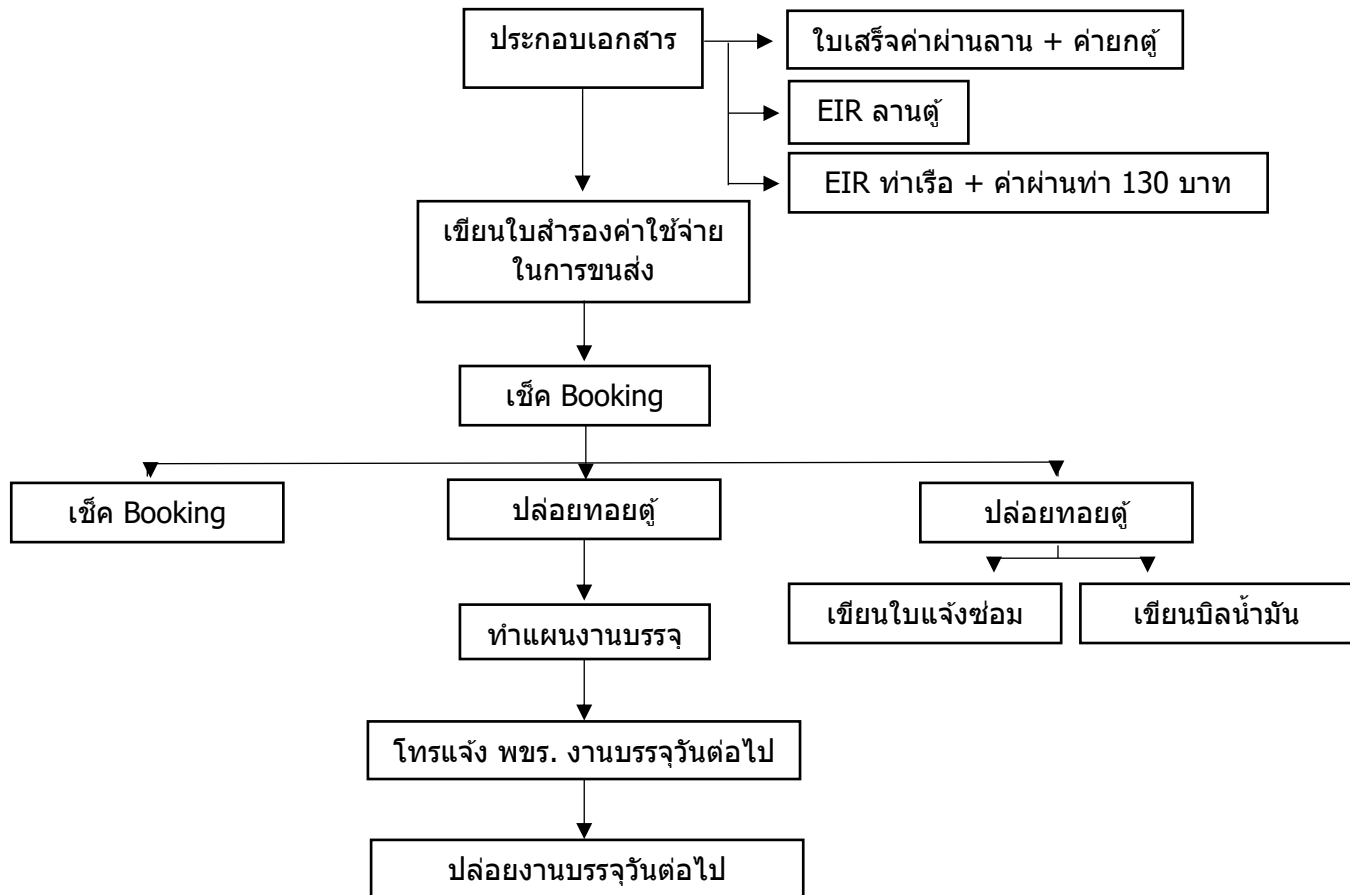 ประกอบเอกสาร
ใบเสร็จค่าผ่านลาน + ค่ายกตู้
EIR ลานตู้
EIR ท่าเรือ + ค่าผ่านท่า 130 บาท
เขียนใบสำรองค่าใช้จ่าย
ในการขนส่ง
เช็ค Booking
เช็ค Booking
ปล่อยทอยตู้
ปล่อยทอยตู้
เขียนใบแจ้งซ่อม
เขียนบิลน้ำมัน
ทำแผนงานบรรจุ
โทรแจ้ง พขร. งานบรรจุวันต่อไป
ปล่อยงานบรรจุวันต่อไป